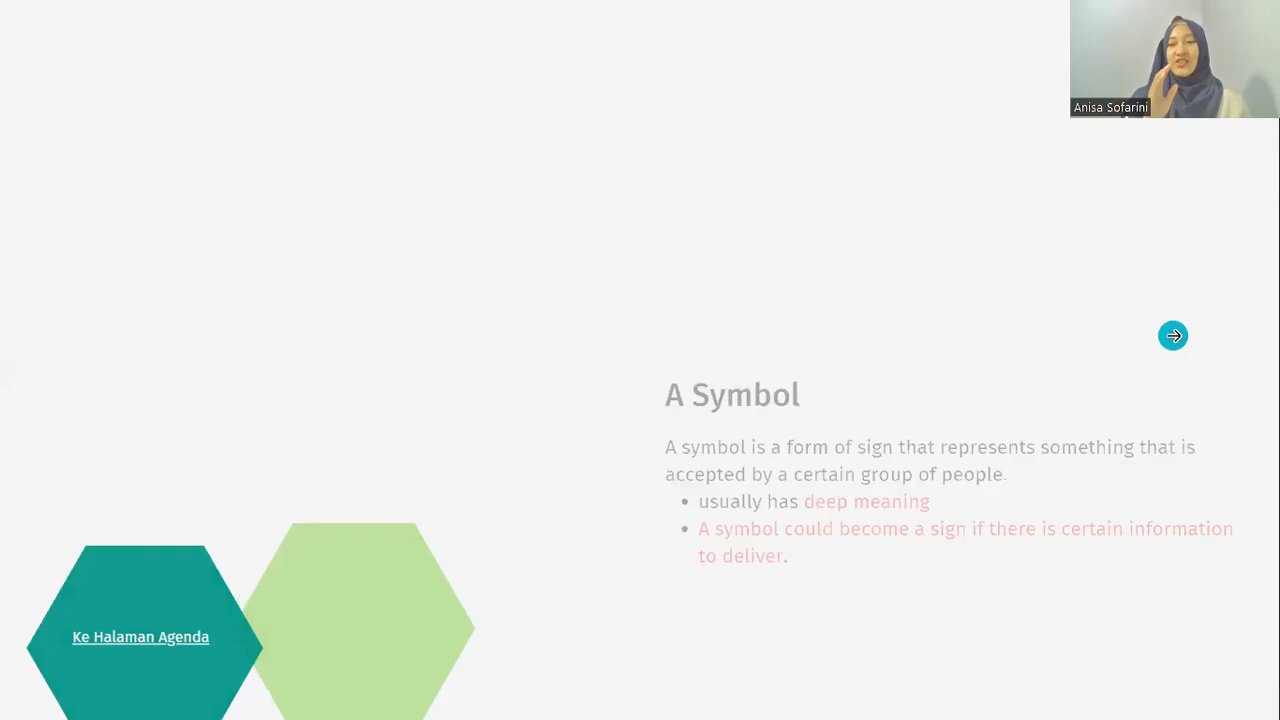 Anisa Sofarini
A Symbol
A symbol is a form of sign that represents something that is
accepted by a certain group of people.
• usually has deep meaning
• A symbol could become a sign if there is certain information
to deliver.
Ke Halaman Agenda